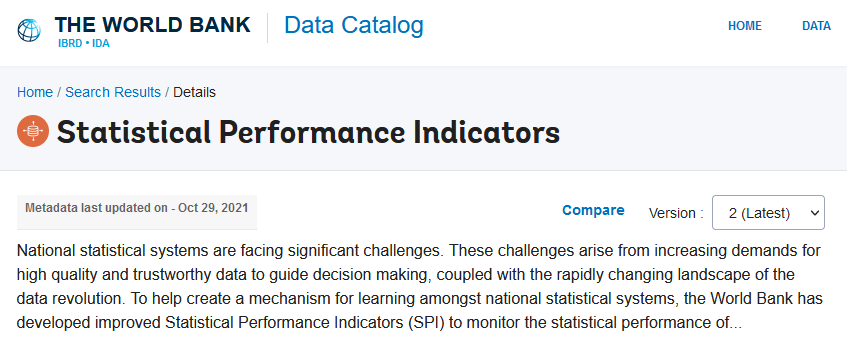 THE WORLD BANK
IBRD • IDA
Data Catalog
HOME
DATA
Home / Search Results / Details
Statistical Performance Indicators
Metadata last updated on - Oct 29, 2021
Compare
Version :
2 (Latest)
National statistical systems are facing significant challenges. These challenges arise from increasing demands for
high quality and trustworthy data to guide decision making, coupled with the rapidly changing landscape of the
data revolution. To help create a mechanism for learning amongst national statistical systems, the World Bank has
developed improved Statistical Performance Indicators (SPI) to monitor the statistical performance of...